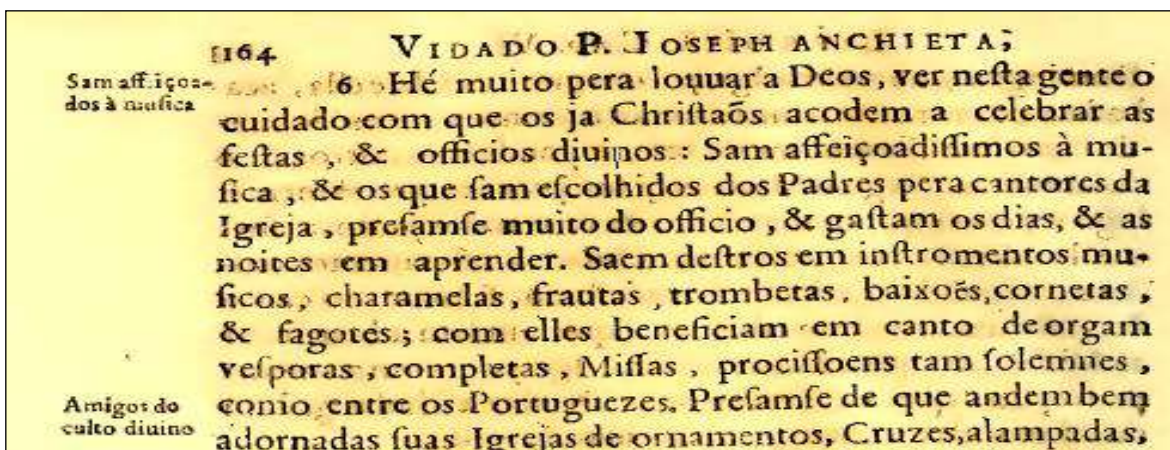 164 VIDA DO P. IOSEPH ANCHIETA;
Sam affeiçoa-
dos à musica
6 Hé muito pera louuar a Deos, ver neſta gente o
cuidado com que os ja Chriſtaõs acodem a celebrar as
feſtas, & officios diuinos: Sam affeiçoadiſſimos à mu-
ſica, & os que ſam eſcolhidos dos Padres pera cantores da
Igreja, preſamſe muito do officio, & gaſtam os dias, & as
noites em aprender. Saem deſtros em inſtromentos mu-
ſicos, charamelas, frautas, trombetas, baixoẽs, cornetas,
& fagotes; com elles beneficiam em canto de orgam
veſporas, completas, Miſſas, prociſſoens tam ſolemnes,
como entre os Portuguezes. Preſamſe de que andem bem
Amigos do
culto diuino
adornadas ſuas Igrejas de ornamentos, Cruzes, alampadas,